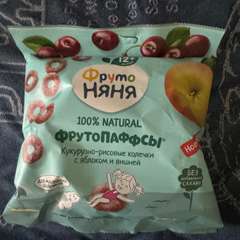 12+
Фруто
НЯНЯ
100% NATURAL
ФРУТОПАФФСЫ
Кукурузно-рисовые колечки
с яблоком и вишней
БЕЗ
САХАРА